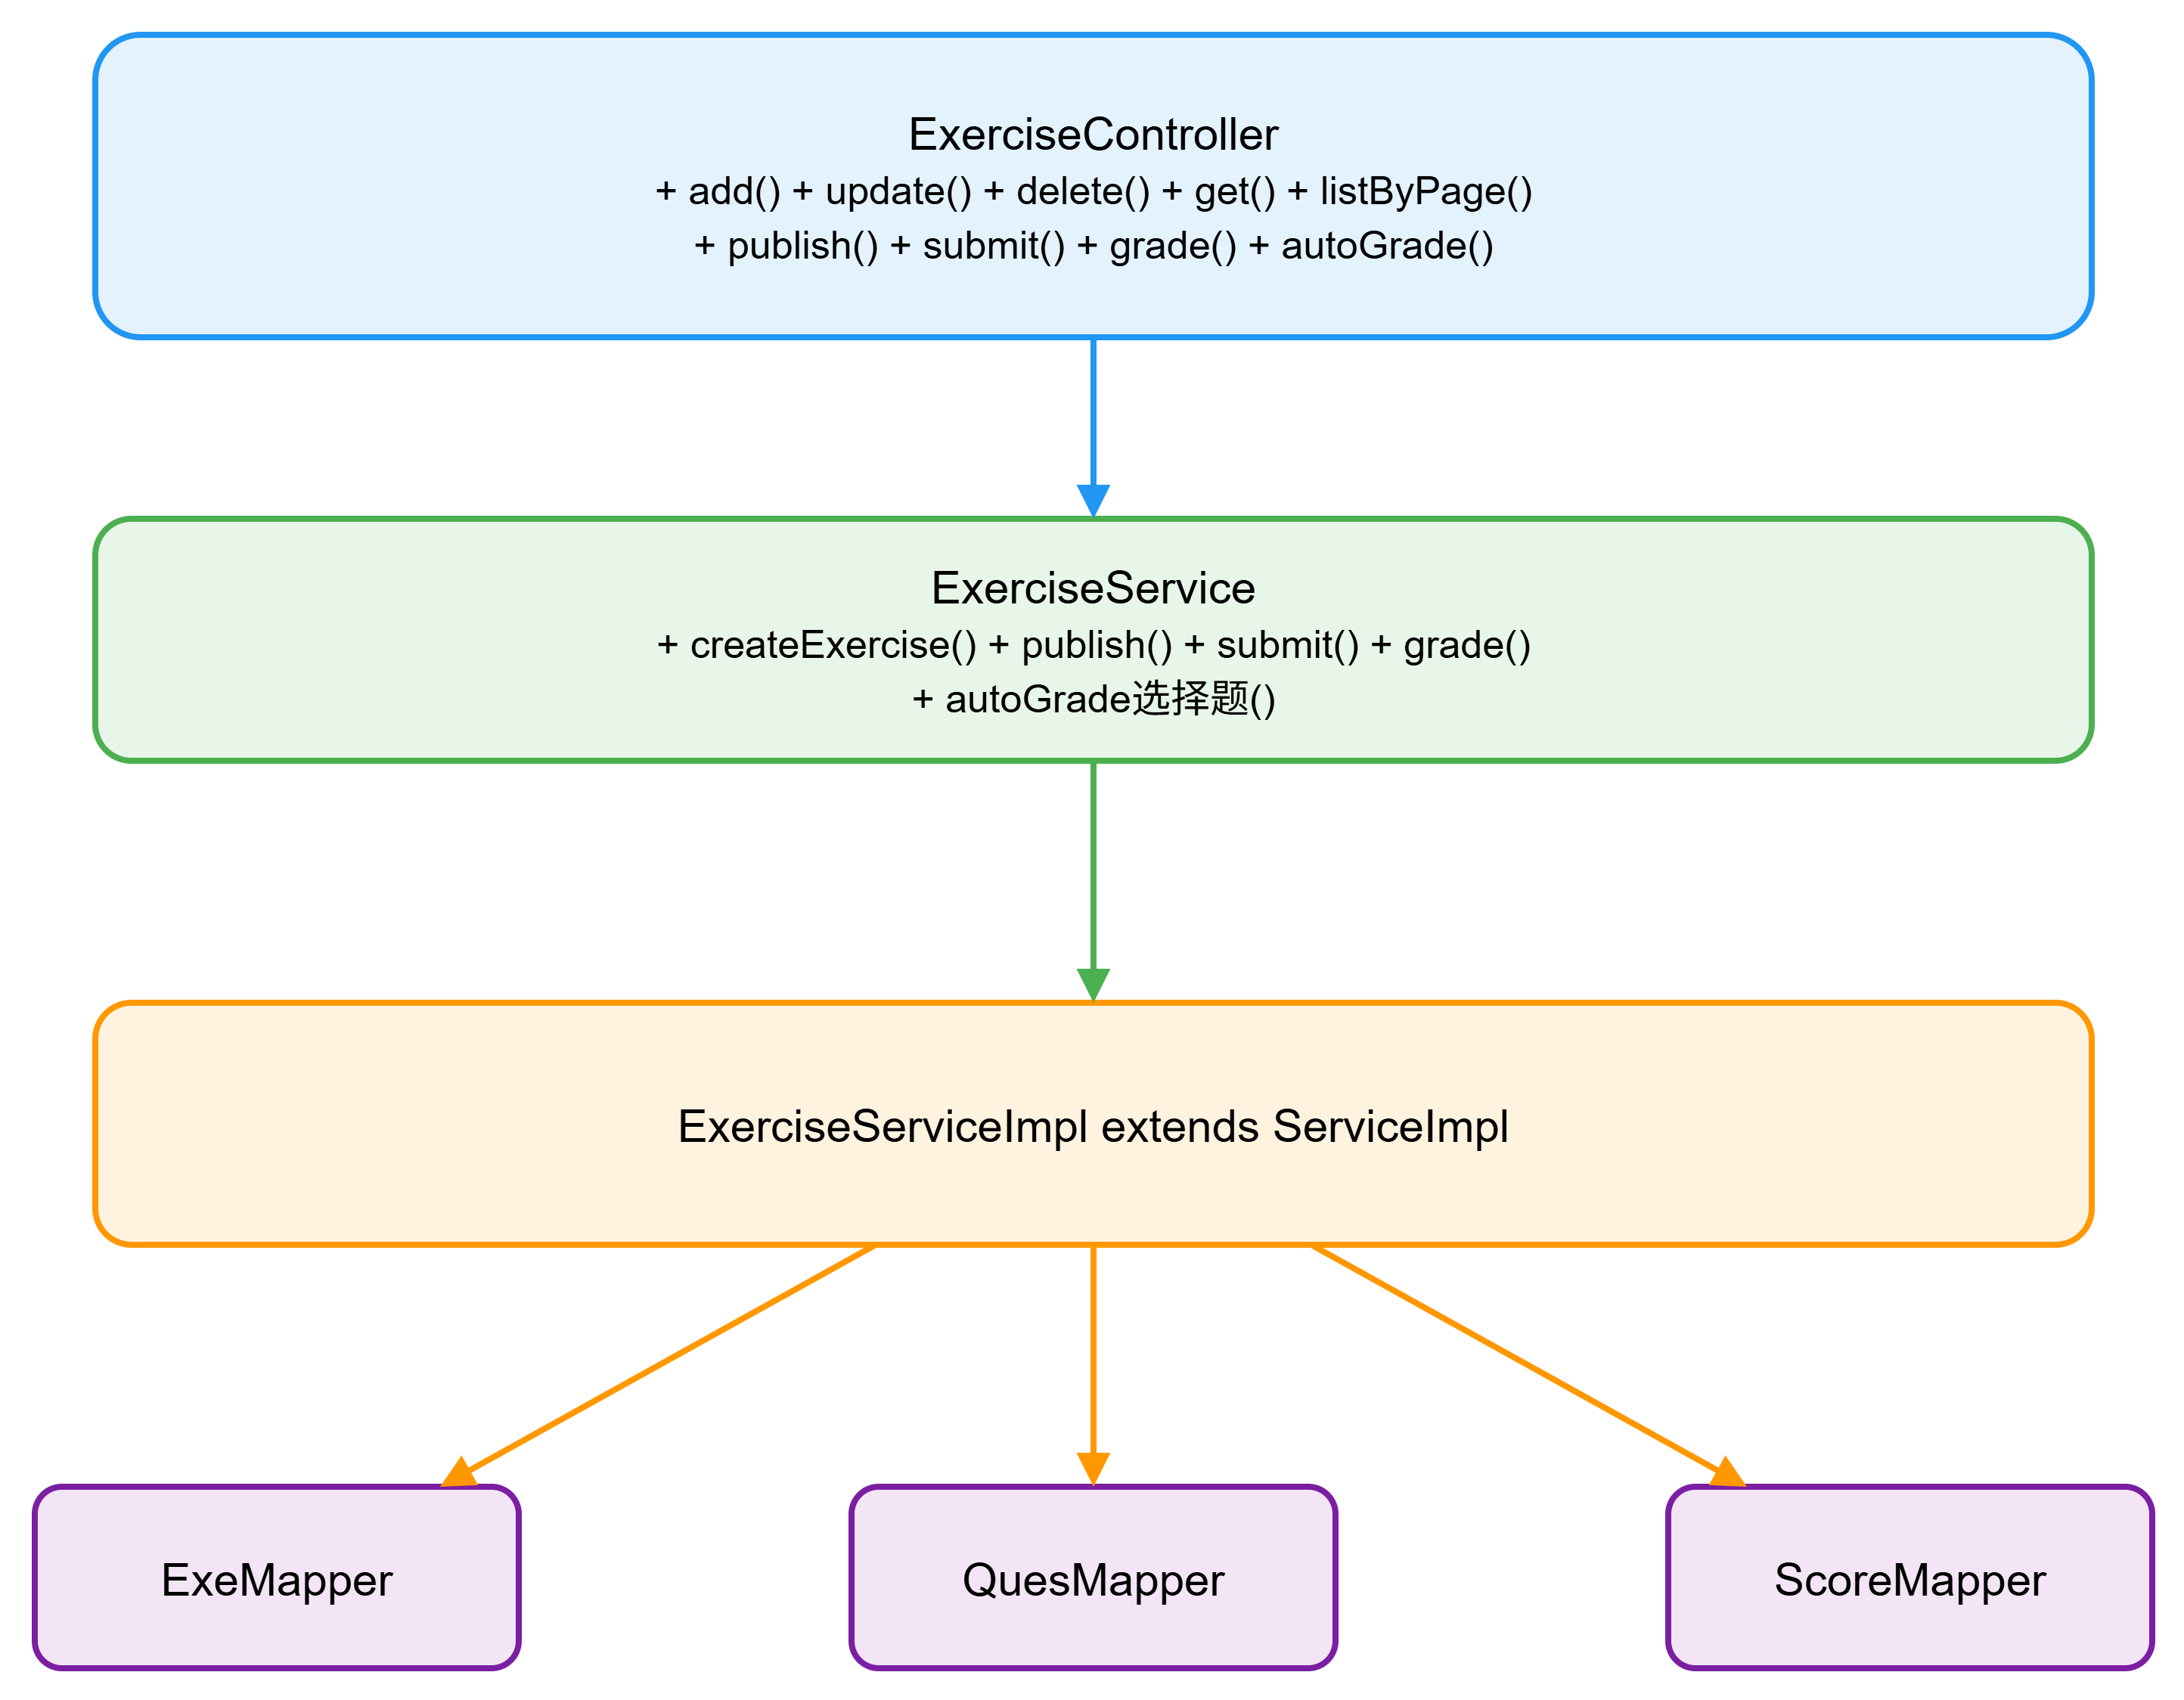 ExerciseController
+ add() + update() + delete() + get() + listByPage()
+ publish() + submit() + grade() + autoGrade()
ExerciseService
+ createExercise() + publish() + submit() + grade()
+ autoGrade选择题()
ExerciseServiceImpl extends ServiceImpl
ExeMapper
QuesMapper
ScoreMapper